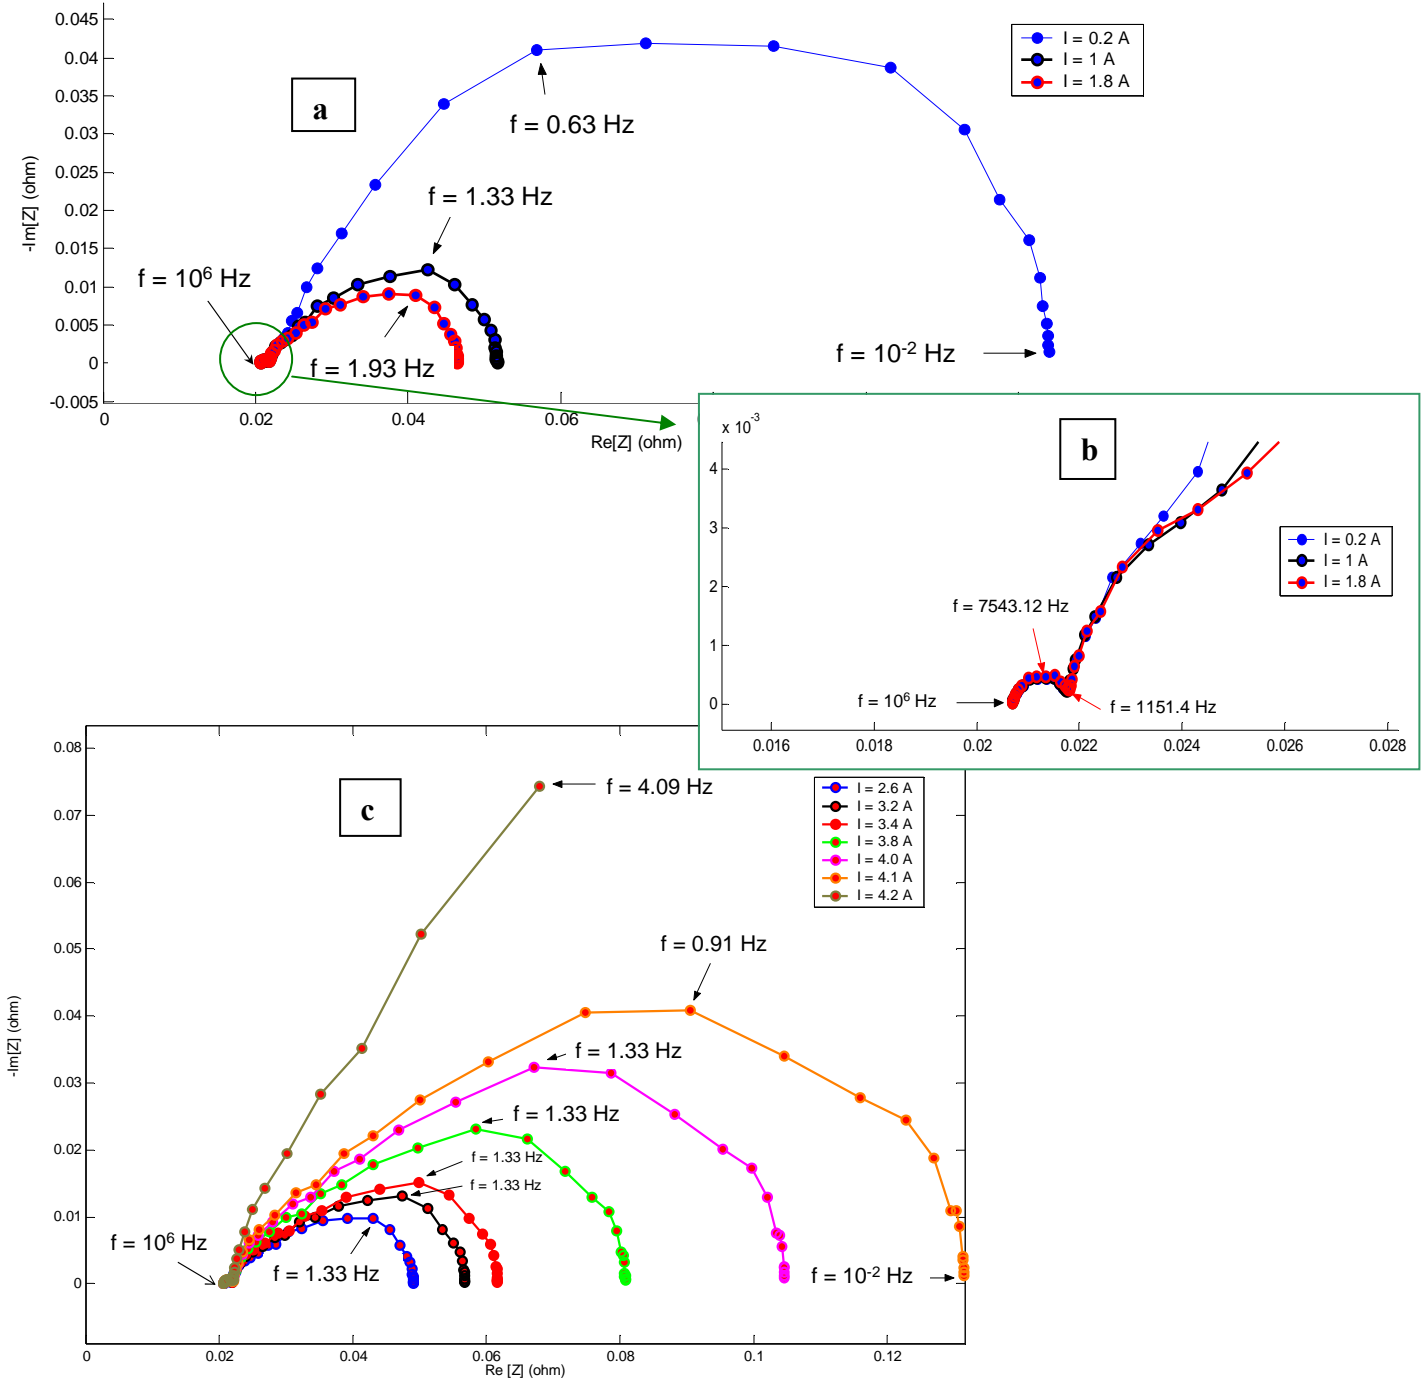 0.045
0.04
0.035
0.03
0.025
0.02
0.015
0.01
0.005
0
-0.005
-Im[Z] (ohm)
a
I = 0.2 A
I = 1 A
I = 1.8 A
f = 0.63 Hz
f = 1.33 Hz
f = 10⁶ Hz
f = 1.93 Hz
f = 10⁻² Hz
0
0.02
0.04
0.06
Re[Z] (ohm)
x 10⁻³
b
4
3
2
1
0
I = 0.2 A
I = 1 A
I = 1.8 A
f = 7543.12 Hz
f = 10⁶ Hz
f = 1151.4 Hz
0.016
0.018
0.02
0.022
0.024
0.026
0.028
0.08
0.07
0.06
0.05
0.04
0.03
0.02
0.01
0
-Im[Z] (ohm)
c
f = 4.09 Hz
I = 2.6 A
I = 3.2 A
I = 3.4 A
I = 3.8 A
I = 4.0 A
I = 4.1 A
I = 4.2 A
f = 0.91 Hz
f = 1.33 Hz
f = 1.33 Hz
f = 1.33 Hz
f = 1.33 Hz
f = 10⁶ Hz
f = 1.33 Hz
f = 10⁻² Hz
0
0.02
0.04
0.06
0.08
0.1
0.12
Re [Z] (ohm)